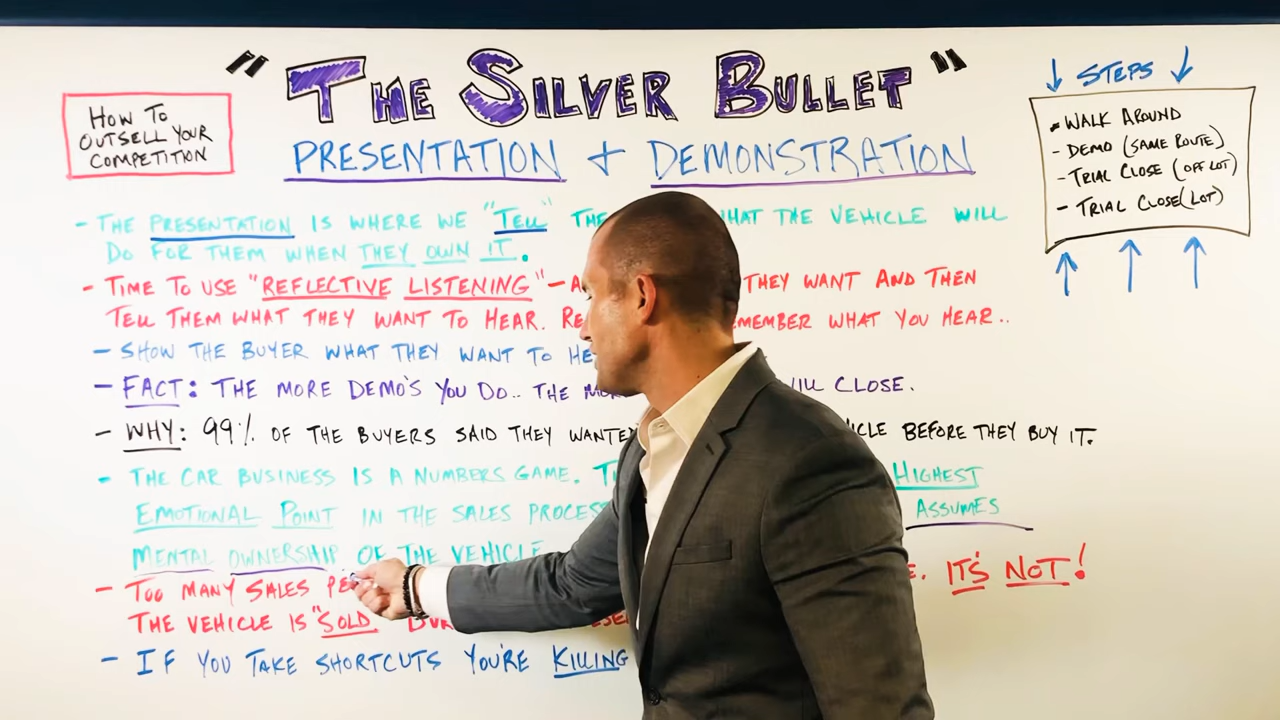 "THE SILVER BULLET"
PRESENTATION + DEMONSTRATION
HOW TO
OUTSELL YOUR
COMPETITION
STEPS
- WALK AROUND
- DEMO (SAME ROUTE)
- TRIAL CLOSE (OFF LOT)
- TRIAL CLOSE (LOT)
- THE PRESENTATION IS WHERE WE "TELL" THE WHAT THE VEHICLE WILL
DO FOR THEM WHEN THEY OWN IT.
- TIME TO USE "REFLECTIVE LISTENING" - THEY WANT AND THEN
TELL THEM WHAT THEY WANT TO HEAR. WHAT YOU HEAR..
- SHOW THE BUYER WHAT THEY WANT TO
- FACT: THE MORE DEMO'S YOU DO.. THE CLOSE.
- WHY: 99% OF THE BUYERS SAID THEY BEFORE THEY BUY IT.
- THE CAR BUSINESS IS A NUMBERS GAME. HIGHEST
EMOTIONAL POINT IN THE SALES PROCESS ASSUMES
MENTAL OWNERSHIP OF THE VEHICLE
- TOO MANY SALES IT'S NOT!
THE VEHICLE IS "SOLD"
- IF YOU TAKE SHORTCUTS YOU'RE KILLING